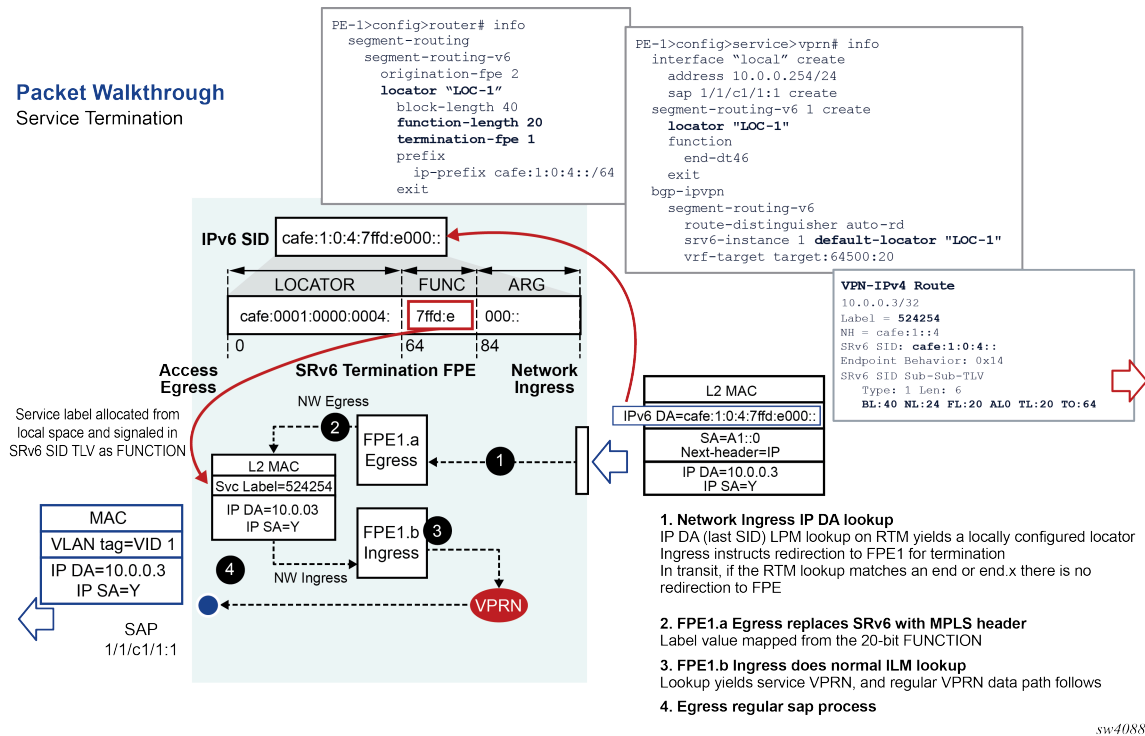 PE-1>config>router# info
segment-routing
segment-routing-v6
origination-fpe 2
locator “LOC-1”
block-length 40
function-length 20
termination-fpe 1
prefix
ip-prefix cafe:1:0:4::/64
exit
PE-1>config>service>vprn# info
interface “local” create
address 10.0.0.254/24
sap 1/1/c1/1:1 create
segment-routing-v6 1 create
locator "LOC-1"
function
end-dt46
exit
bgp-ipvpn
segment-routing-v6
route-distinguisher auto-rd
srv6-instance 1 default-locator "LOC-1"
vrf-target target:64500:20
Packet Walkthrough
Service Termination
VPN-IPv4 Route
10.0.0.3/32
Label = 524254
NH = cafe:1::4
SRv6 SID: cafe:1:0:4::
Endpoint Behavior: 0x14
SRv6 SID Sub-Sub-TLV
Type: 1 Len: 6
BL:40 NL:24 FL:20 AL0 TL:20 TO:64
IPv6 SID
cafe:1:0:4:7ffd:e000::
LOCATOR
FUNC
ARG
cafe:0001:0000:0004:
7ffd:e
000::
0
64
84
Access
Egress
SRv6 Termination FPE
Network
Ingress
Service label allocated from
local space and signaled in
SRv6 SID TLV as FUNCTION
NW Egress
2
FPE1.a
Egress
1
L2 MAC
Svc Label=524254
IP DA=10.0.03
IP SA=Y
FPE1.b
Ingress
3
NW Ingress
4
VPRN
L2 MAC
IPv6 DA=cafe:1:0:4:7ffd:e000::
SA=A1::0
Next-header=IP
IP DA=10.0.0.3
IP SA=Y
MAC
VLAN tag=VID 1
IP DA=10.0.0.3
IP SA=Y
SAP
1/1/c1/1:1
1. Network Ingress IP DA lookup
IP DA (last SID) LPM lookup on RTM yields a locally configured locator
Ingress instructs redirection to FPE1 for termination
In transit, if the RTM lookup matches an end or end.x there is no
redirection to FPE
2. FPE1.a Egress replaces SRv6 with MPLS header
Label value mapped from the 20-bit FUNCTION
3. FPE1.b Ingress does normal ILM lookup
Lookup yields service VPRN, and regular VPRN data path follows
4. Egress regular sap process
sw4088